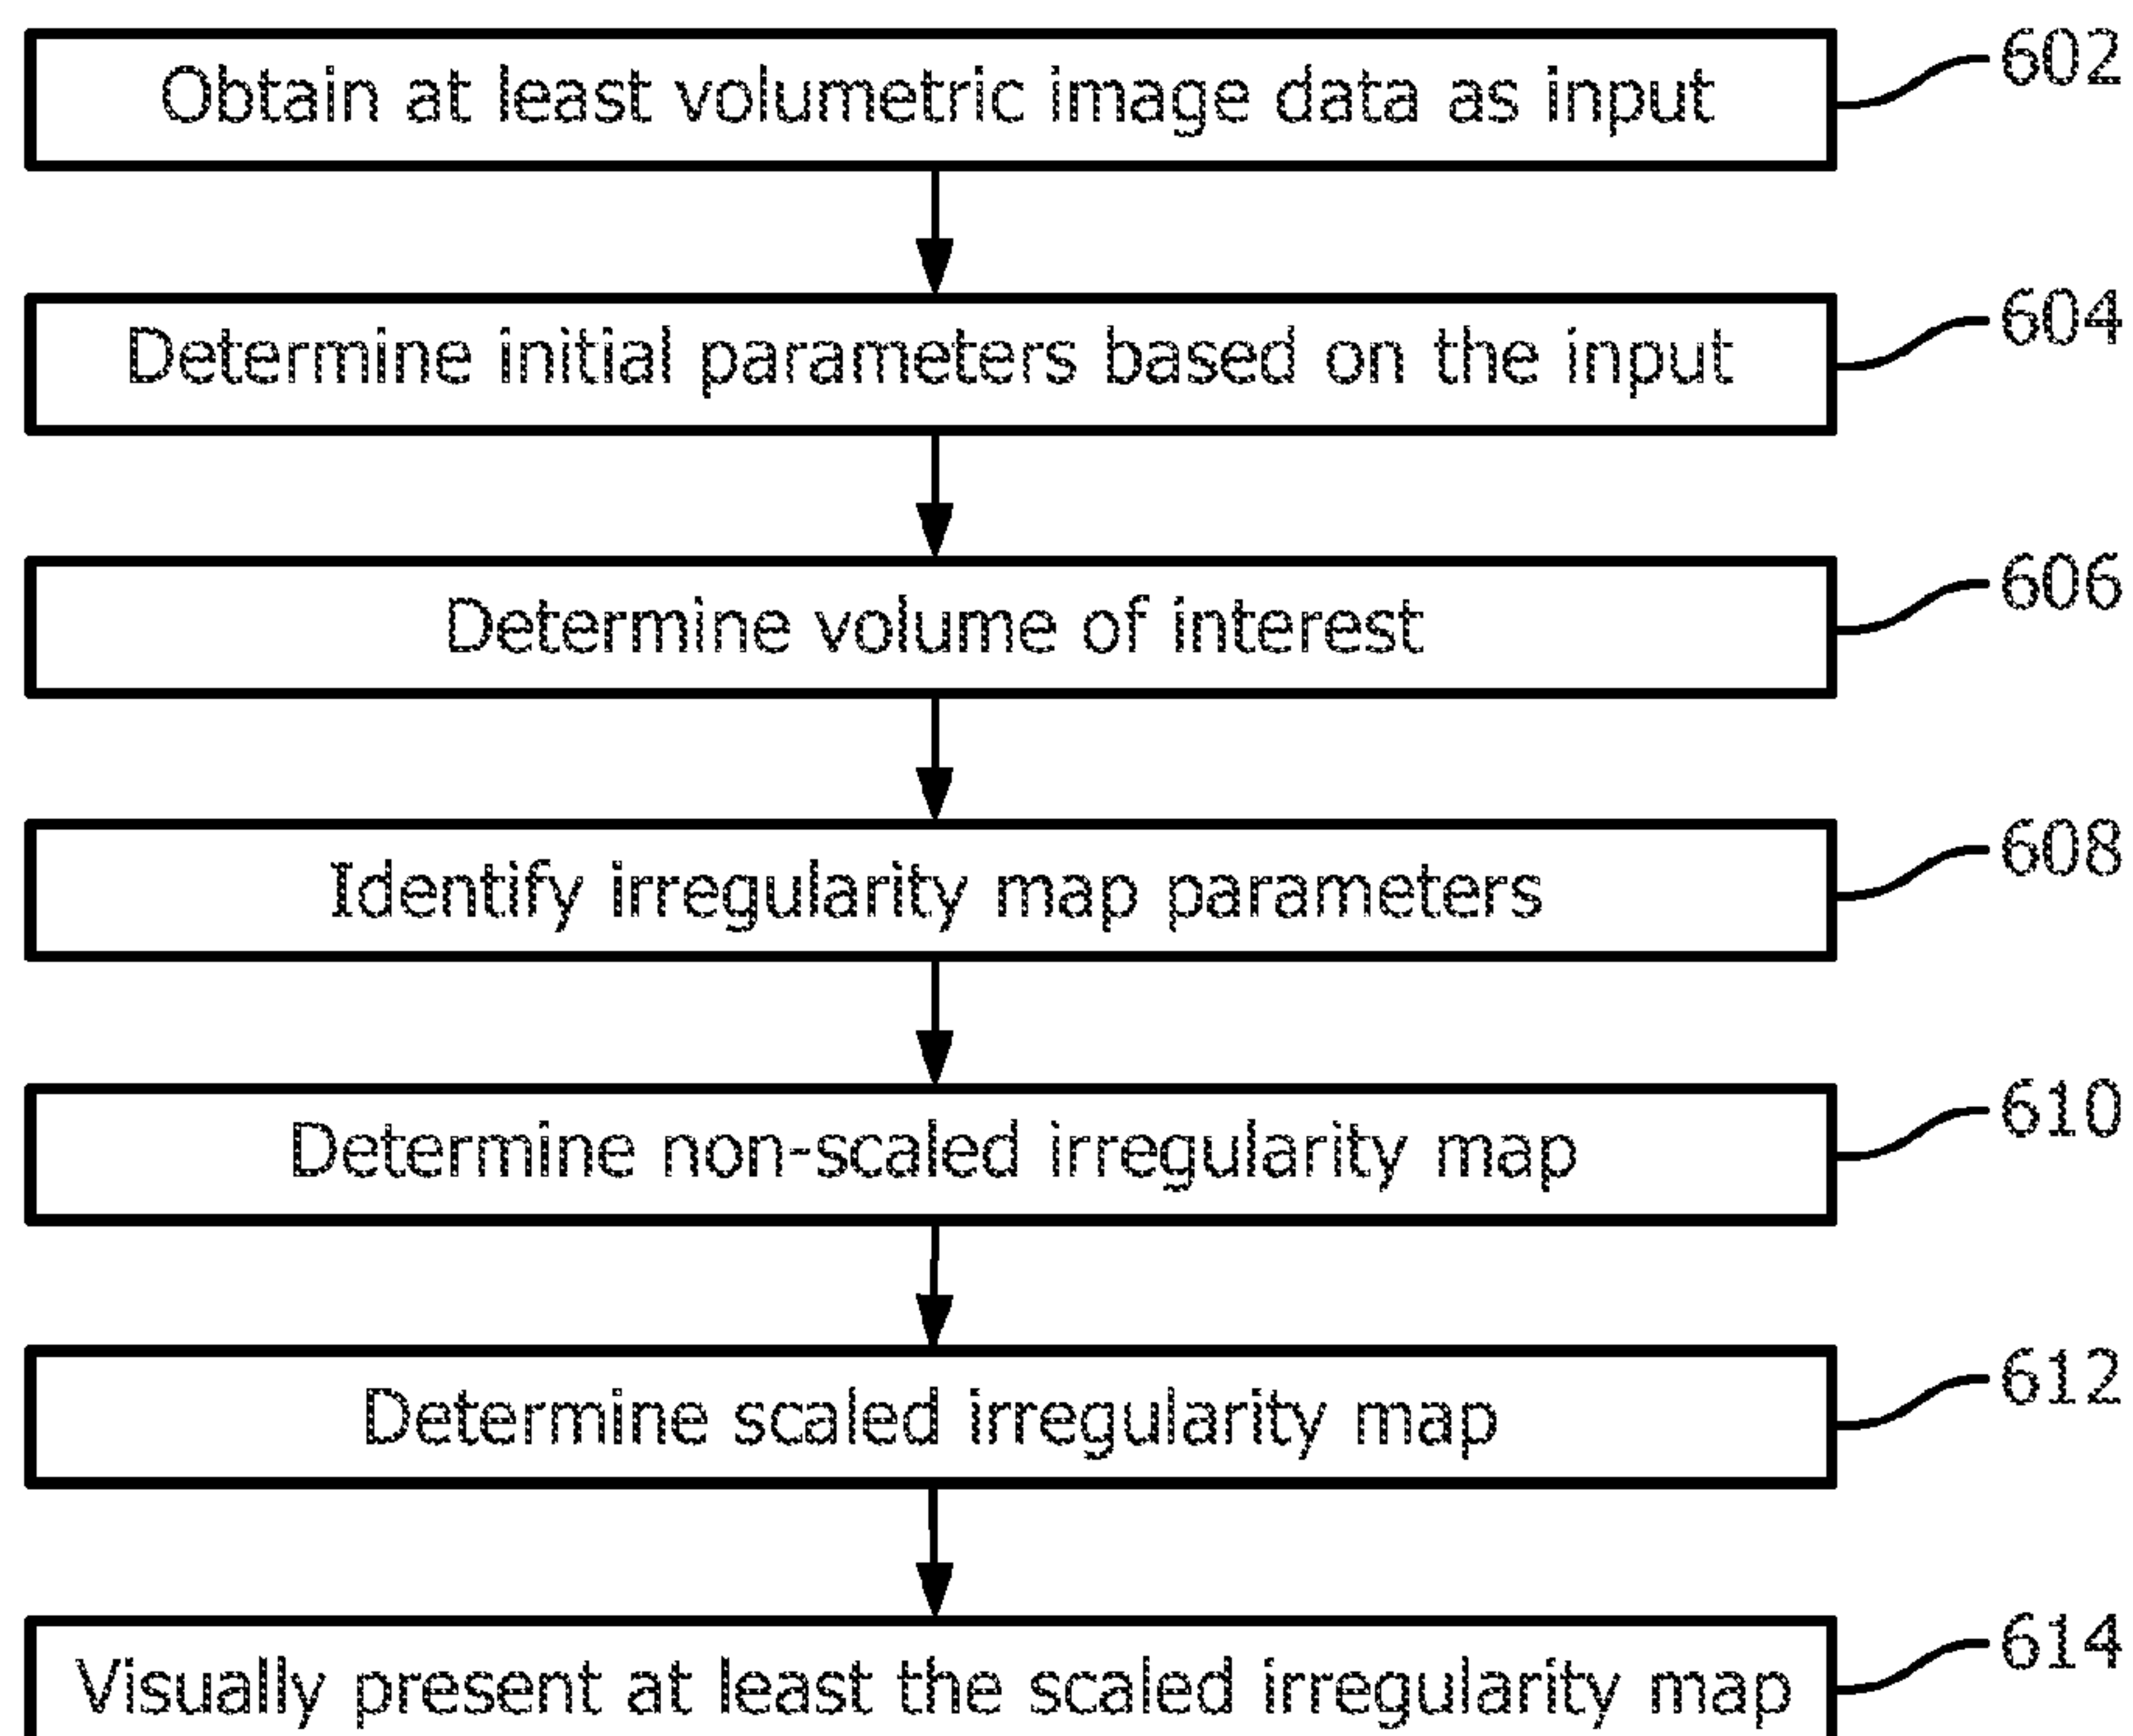 Obtain at least volumetric image data as input
602
Determine initial parameters based on the input
604
Determine volume of interest
606
Identify irregularity map parameters
608
Determine non-scaled irregularity map
610
Determine scaled irregularity map
612
Visually present at least the scaled irregularity map
614